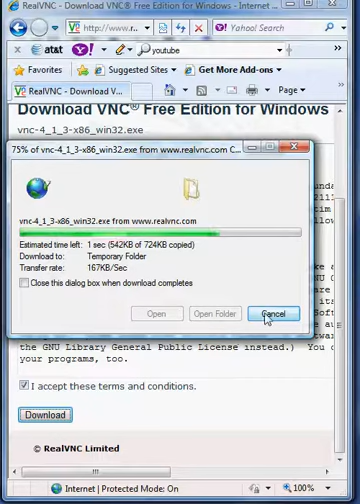 RealVNC - Download VNC® Free Edition for Windows - Internet
http://www.r
at&t Y! youtube Yahoo! Search
Favorites Suggested Sites Get More Add-ons
RealVNC - Download V... Page
Download VNC® Free Edition for Windows
vnc-4_1_3-x86_win32.exe
75% of vnc-4_1_3-x86_win32.exe from www.realvnc.com C...
vnc-4_1_3-x86_win32.exe from www.realvnc.com
Estimated time left: 1 sec (542KB of 724KB copied)
Download to: Temporary Folder
Transfer rate: 167KB/Sec
Close this dialog box when download completes
Open Open Folder Cancel
the GNU Library General Public License instead.) You c
your programs, too.
I accept these terms and conditions.
Download
© RealVNC Limited
Internet | Protected Mode: On 100%